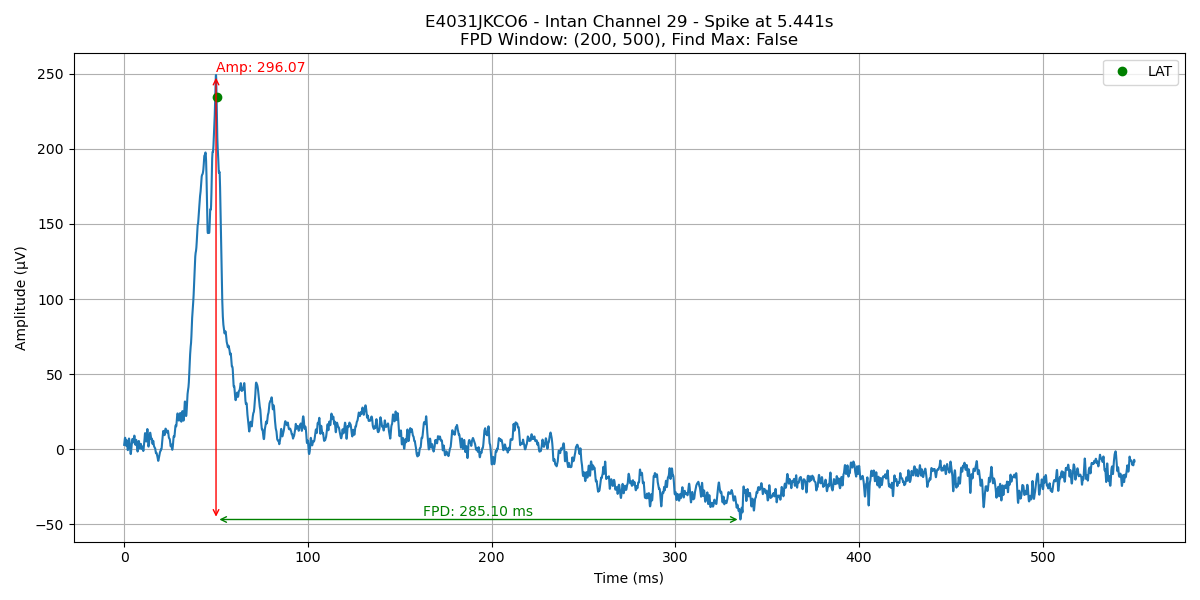 E4031JKCO6 - Intan Channel 29 - Spike at 5.441s
FPD Window: (200, 500), Find Max: False
Amp: 296.07
LAT
250
200
150
100
50
0
−50
Amplitude (µV)
FPD: 285.10 ms
0
100
200
300
400
500
Time (ms)